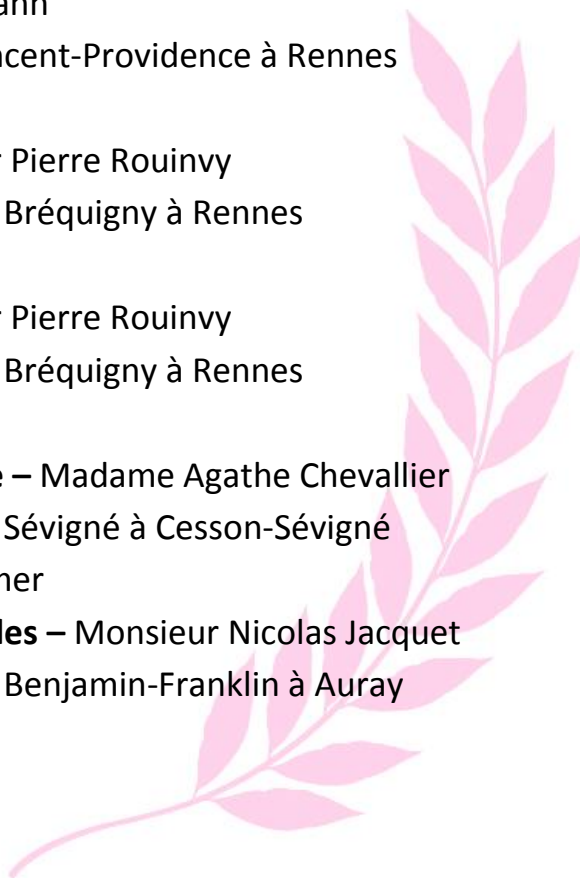 ann
ncent-Providence à Rennes
r Pierre Rouinvy
Bréquigny à Rennes
r Pierre Rouinvy
Bréquigny à Rennes
e – Madame Agathe Chevallier
Sévigné à Cesson-Sévigné
ner
les – Monsieur Nicolas Jacquet
Benjamin-Franklin à Auray